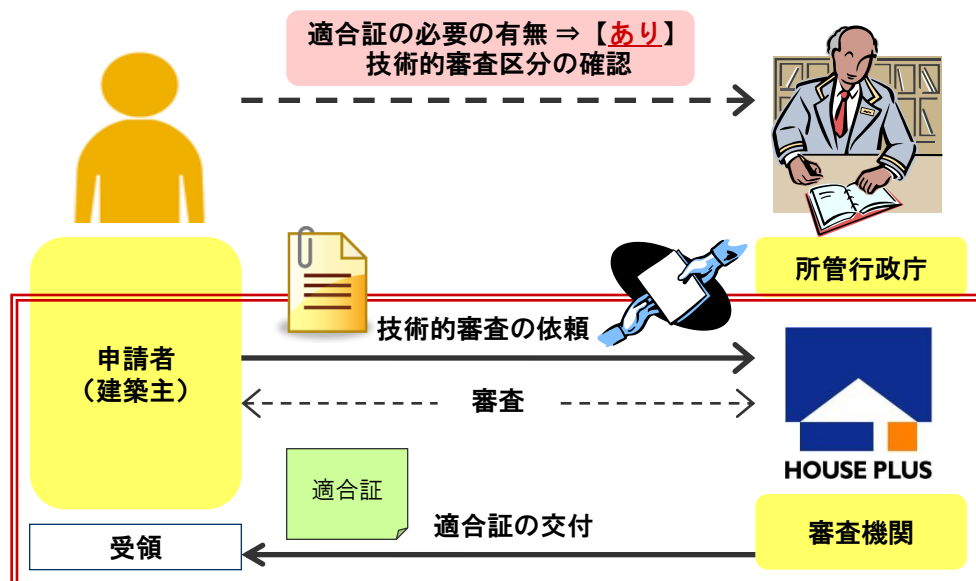 適合証の必要の有無 ⇒ 【あり】
技術的審査区分の確認
所管行政庁
技術的審査の依頼
申請者
（建築主）
審査
HOUSE PLUS
適合証
適合証の交付
審査機関
受領